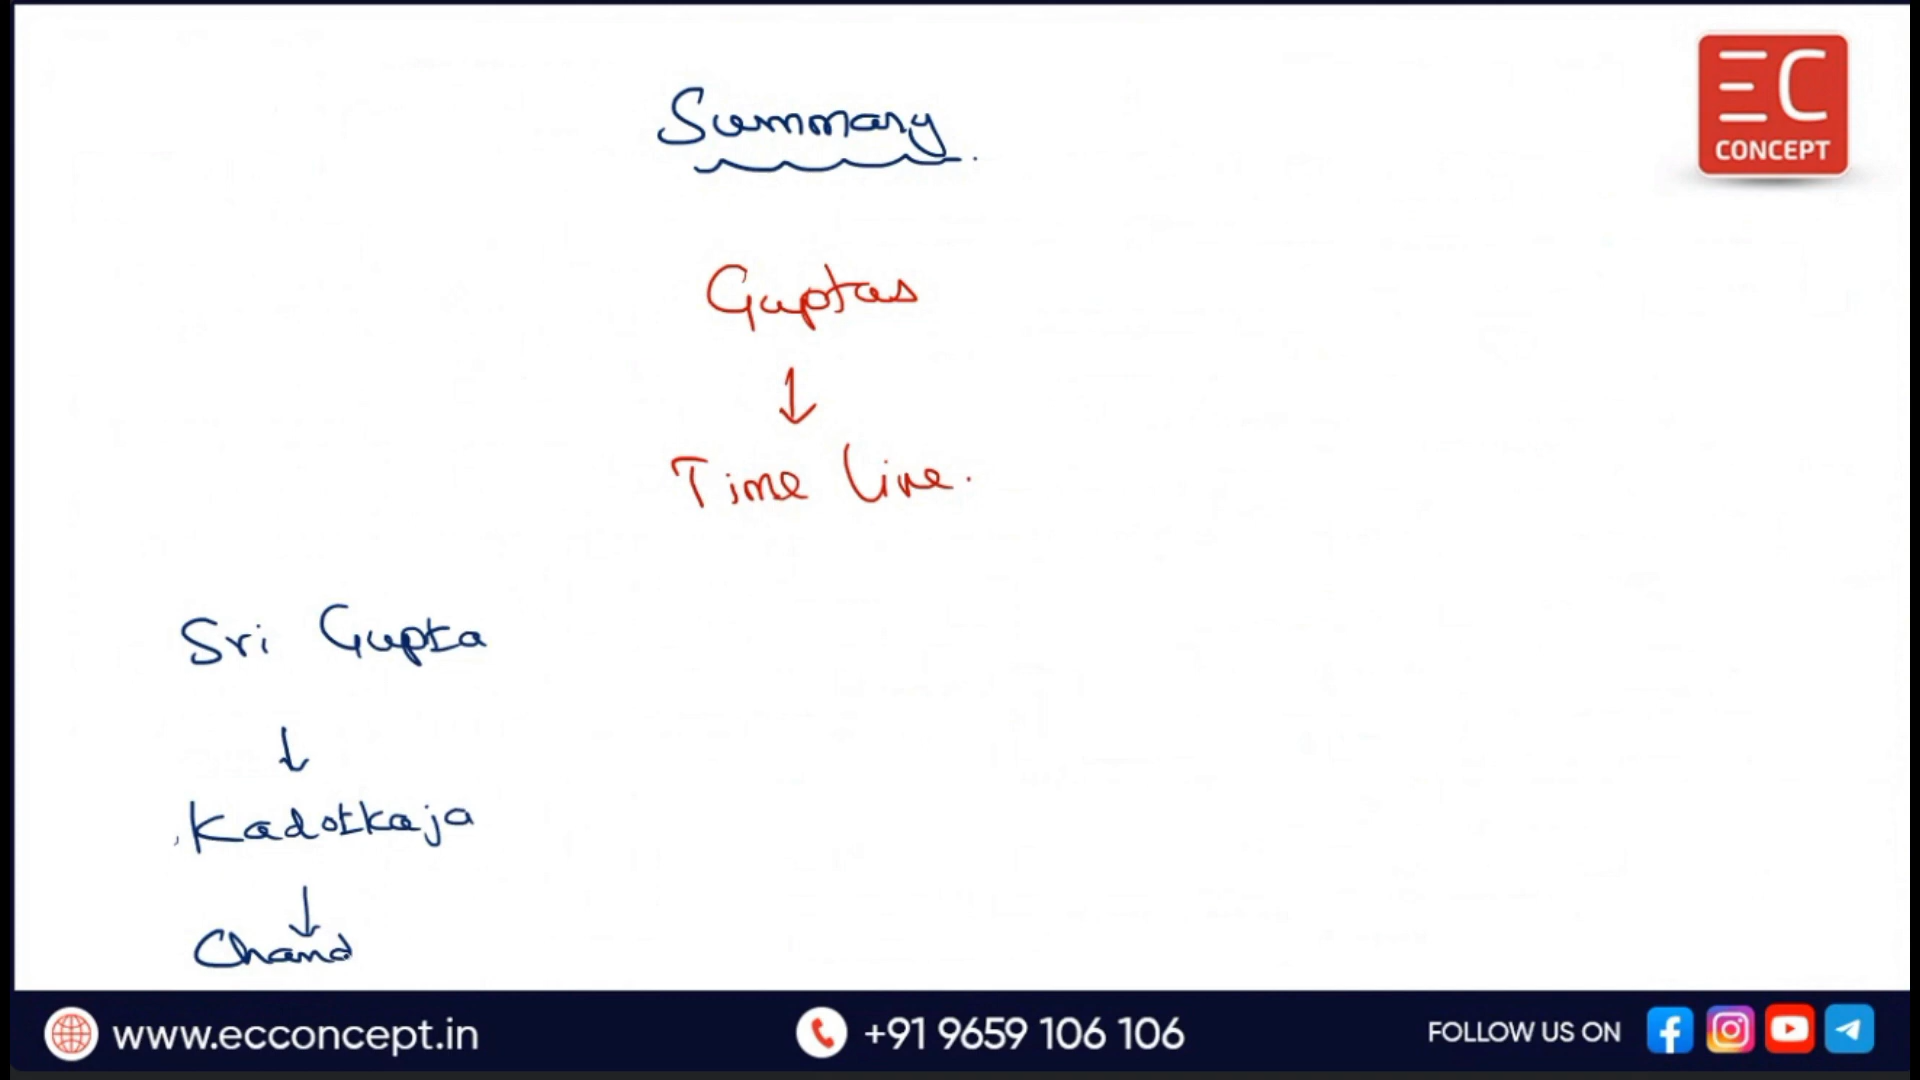 EC
CONCEPT
Summary.
Guptas
↓
Time line.
Sri Gupta
↓
Kadotkaja
↓
Chand
www.ecconcept.in
+91 9659 106 106
FOLLOW US ON